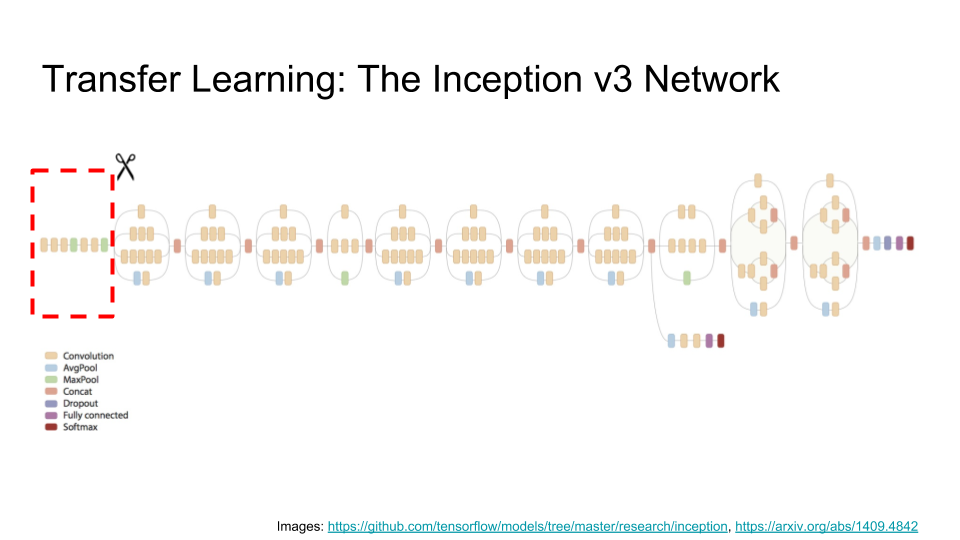 Transfer Learning: The Inception v3 Network
Convolution
AvgPool
MaxPool
Concat
Dropout
Fully connected
Softmax
Images: https://github.com/tensorflow/models/tree/master/research/inception, https://arxiv.org/abs/1409.4842